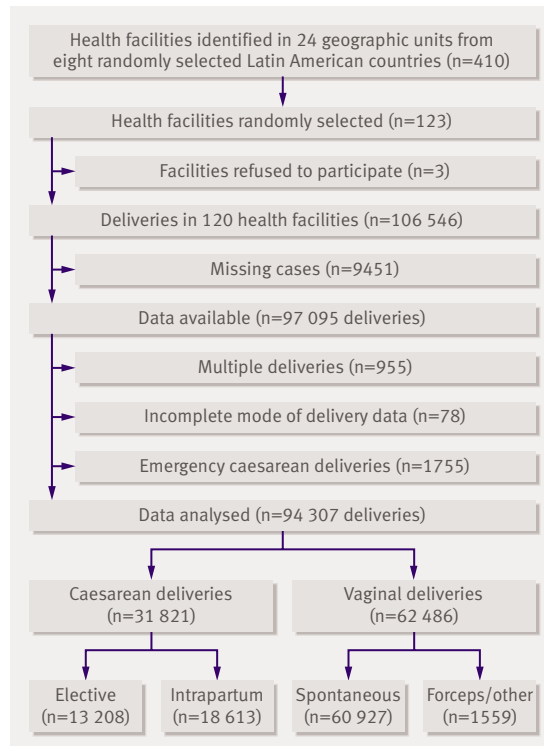 Health facilities identified in 24 geographic units from
eight randomly selected Latin American countries (n=410)
Health facilities randomly selected (n=123)
Facilities refused to participate (n=3)
Deliveries in 120 health facilities (n=106 546)
Missing cases (n=9451)
Data available (n=97 095 deliveries)
Multiple deliveries (n=955)
Incomplete mode of delivery data (n=78)
Emergency caesarean deliveries (n=1755)
Data analysed (n=94 307 deliveries)
Caesarean deliveries
(n=31 821)
Vaginal deliveries
(n=62 486)
Elective
(n=13 208)
Intrapartum
(n=18 613)
Spontaneous
(n=60 927)
Forceps/other
(n=1559)